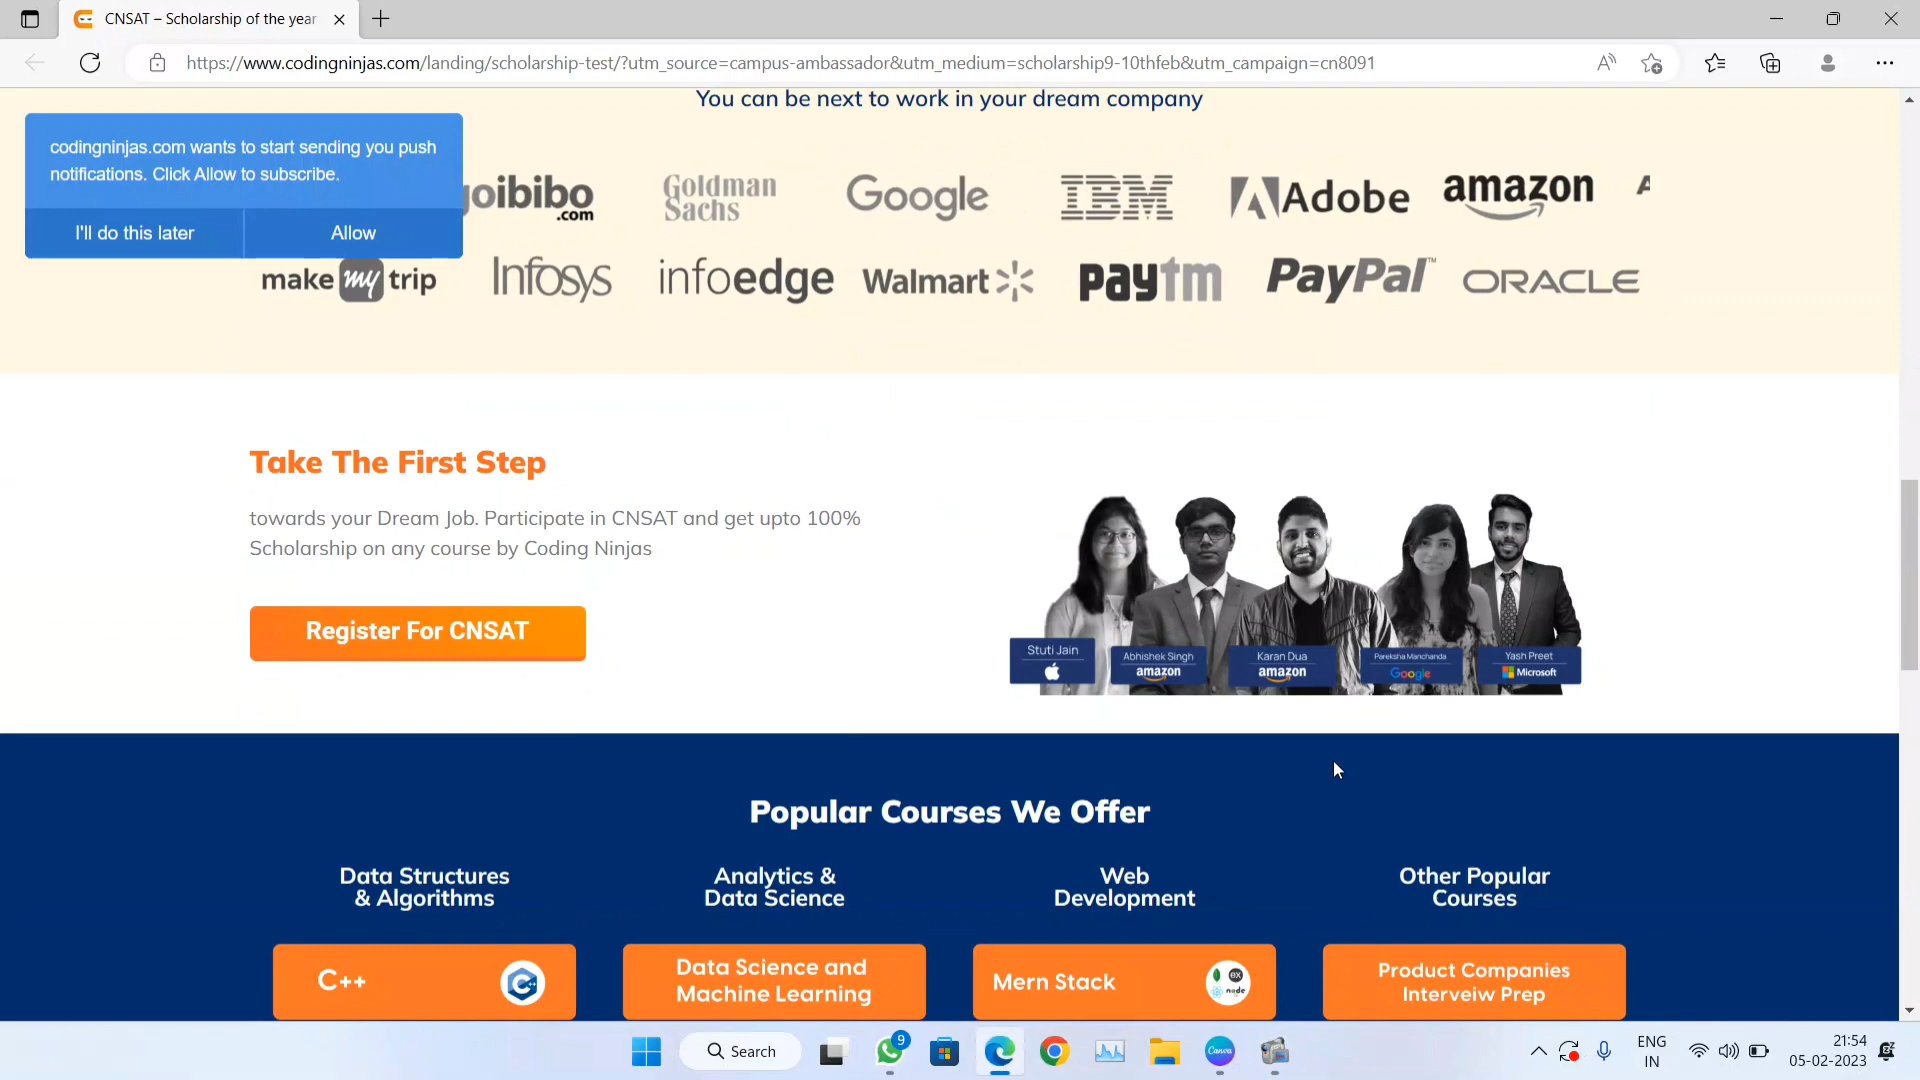 CNSAT – Scholarship of the year
https://www.codingninjas.com/landing/scholarship-test/?utm_source=campus-ambassador&utm_medium=scholarship9-10thfeb&utm_campaign=cn8091
You can be next to work in your dream company
codingninjas.com wants to start sending you push
notifications. Click Allow to subscribe.
I'll do this later
Allow
oibibo
.com
Goldman
Sachs
Google
IBM
Adobe
amazon
A
make my trip
Infosys
infoedge
Walmart
paytm
PayPal™
ORACLE
Take The First Step
towards your Dream Job. Participate in CNSAT and get upto 100%
Scholarship on any course by Coding Ninjas
Register For CNSAT
Stuti Jain
Abhishek Singh
amazon
Karan Dua
amazon
Pareksha Manchanda
Google
Yash Preet
Microsoft
Popular Courses We Offer
Data Structures
& Algorithms
Analytics &
Data Science
Web
Development
Other Popular
Courses
C++
Data Science and
Machine Learning
Mern Stack
ex
node
Product Companies
Interveiw Prep
Search
9
Canva
ENG
IN
21:54
05-02-2023